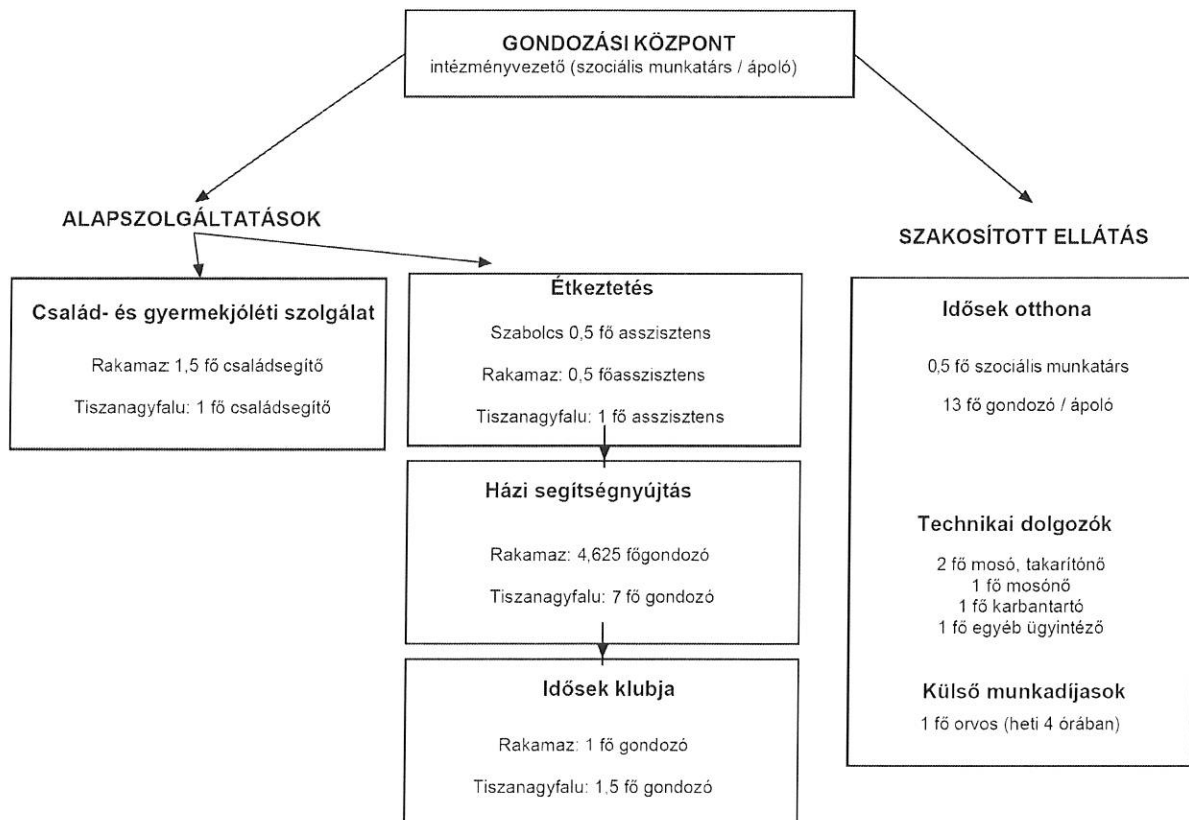 GONDOZÁSI KÖZPONT
intézményvezető (szociális munkatárs / ápoló)
ALAPSZOLGÁLTATÁSOK
Család- és gyermekjóléti szolgálat
Rakamaz: 1,5 fő családsegítő
Tiszanagyfalu: 1 fő családsegítő
Étkeztetés
Szabolcs 0,5 fő asszisztens
Rakamaz: 0,5 főasszisztens
Tiszanagyfalu: 1 fő asszisztens
Házi segítségnyújtás
Rakamaz: 4,625 főgondozó
Tiszanagyfalu: 7 fő gondozó
Idősek klubja
Rakamaz: 1 fő gondozó
Tiszanagyfalu: 1,5 fő gondozó
SZAKOSÍTOTT ELLÁTÁS
Idősek otthona
0,5 fő szociális munkatárs
13 fő gondozó / ápoló
Technikai dolgozók
2 fő mosó, takarítónő
1 fő mosónő
1 fő karbantartó
1 fő egyéb ügyintéző
Külső munkadíjasok
1 fő orvos (heti 4 órában)